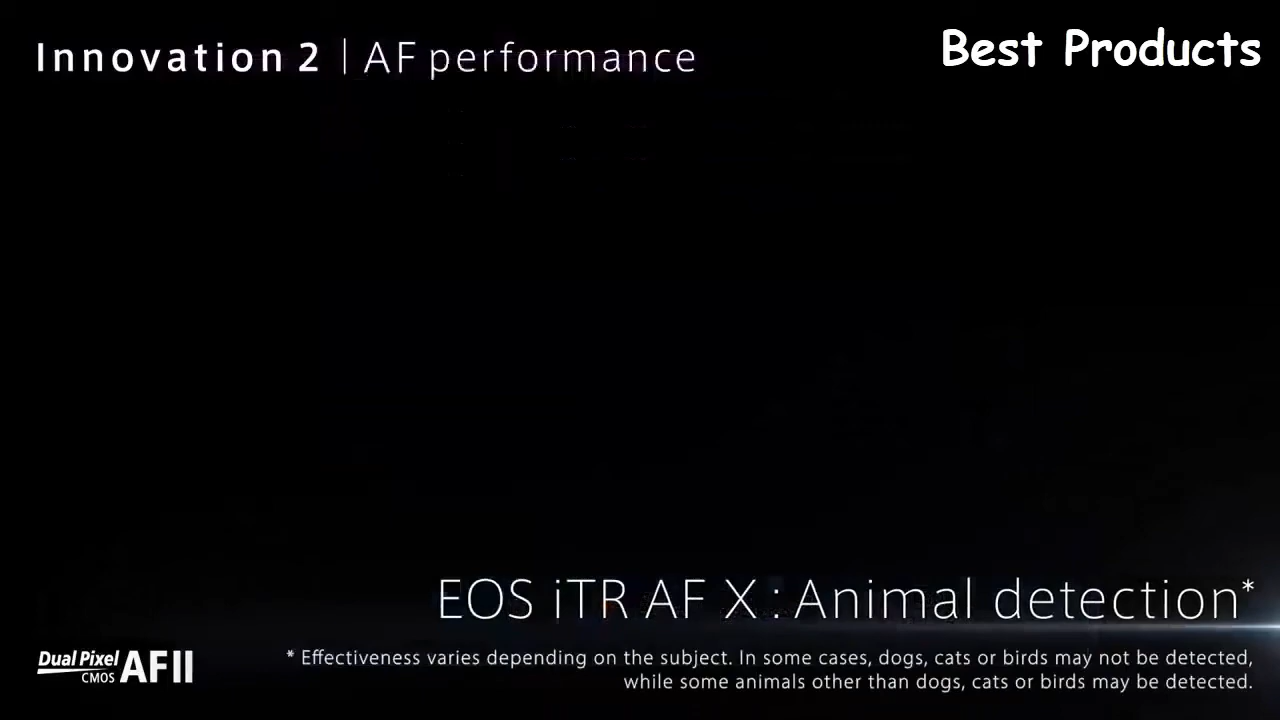 Innovation 2 | AF performance
Best Products
EOS iTR AF X : Animal detection*
Dual Pixel
CMOS AF II
* Effectiveness varies depending on the subject. In some cases, dogs, cats or birds may not be detected,
while some animals other than dogs, cats or birds may be detected.